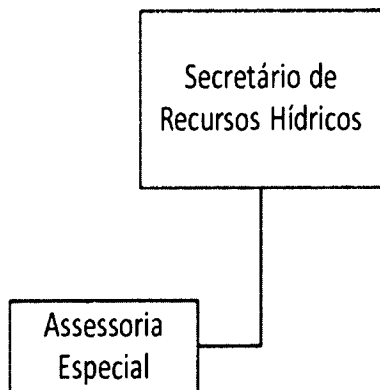 Secretário de
Recursos Hídricos
Assessoria
Especial